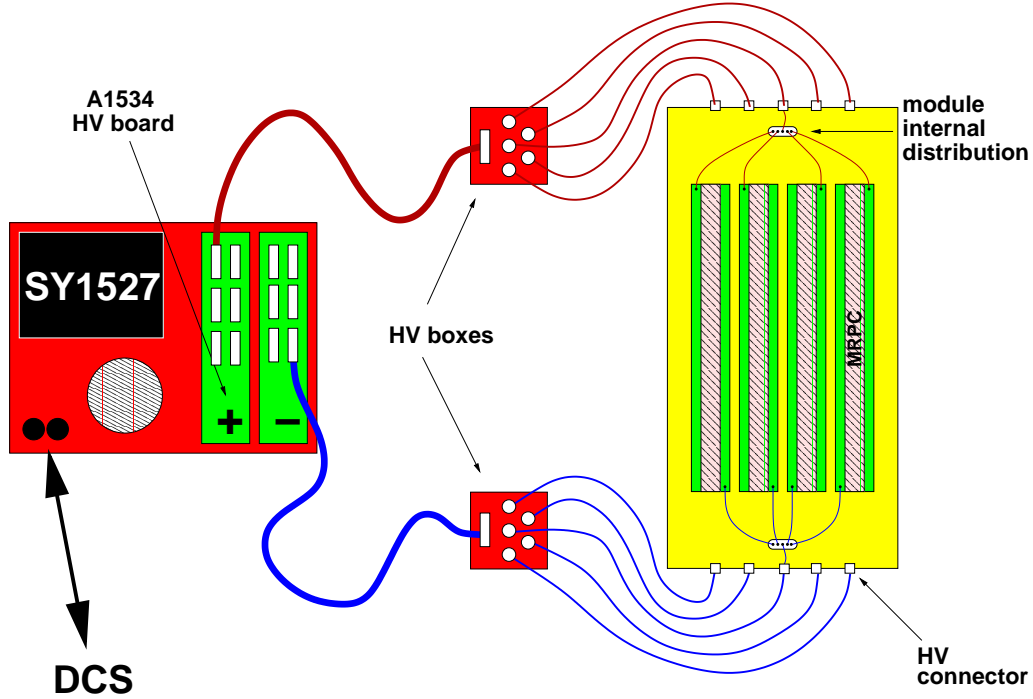 A1534
HV board
module
internal
distribution
SY1527
HV boxes
MRPC
+
−
DCS
HV
connector